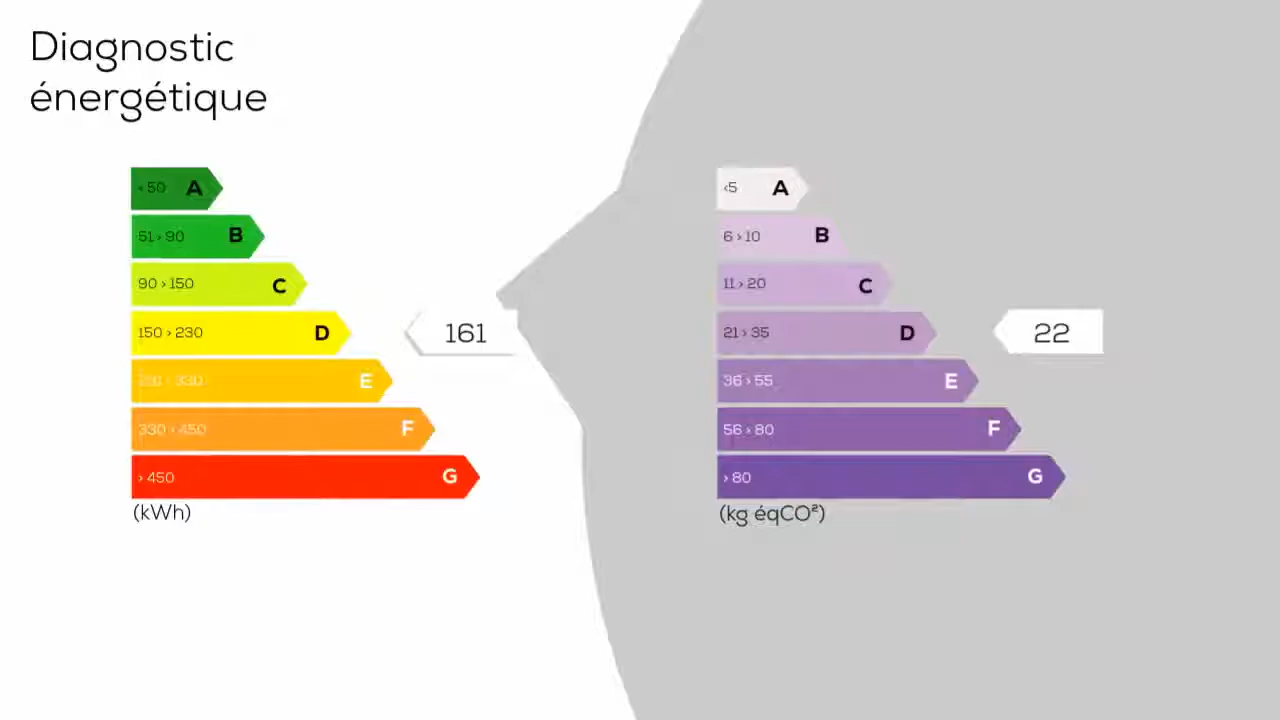 Diagnostic
énergétique
< 50 A
51 > 90 B
90 > 150 C
150 > 230 D
161
E
330 > 450 F
> 450 G
(kWh)
<5 A
6 > 10 B
11 > 20 C
21 > 35 D
22
36 > 55 E
56 > 80 F
> 80 G
(kg éqCO²)